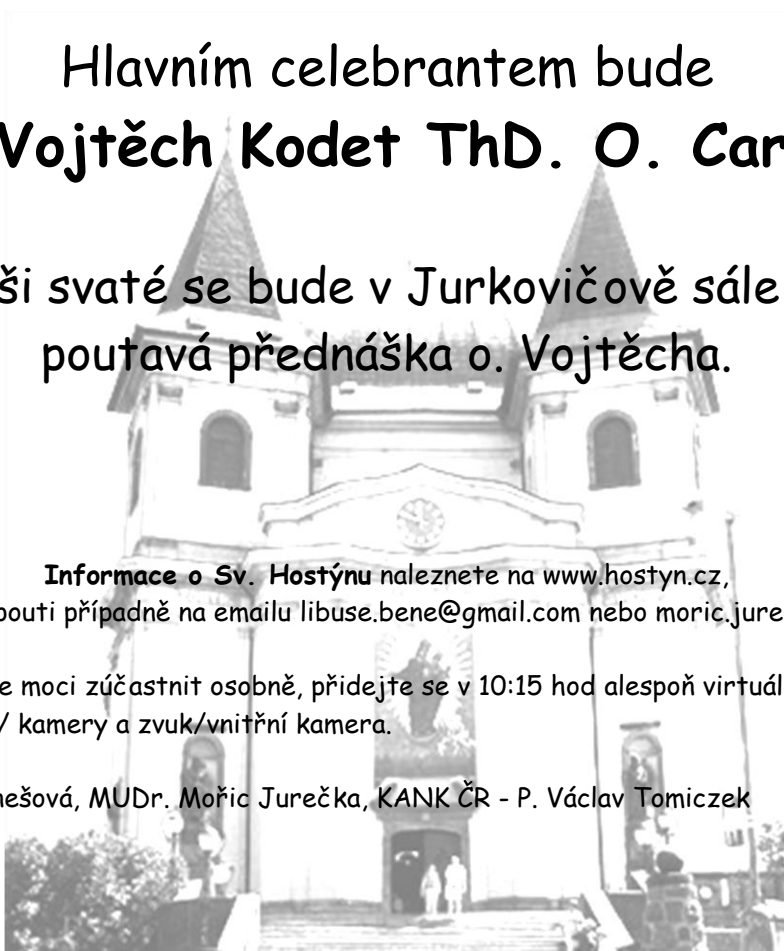 Hlavním celebrantem bude
Vojtěch Kodet ThD. O. Car
ši svaté se bude v Jurkovičově sále
poutavá přednáška o. Vojtěcha.
Informace o Sv. Hostýnu naleznete na www.hostyn.cz,
pouti případně na emailu libuse.bene@gmail.com nebo moric.jure
e moci zúčastnit osobně, přidejte se v 10:15 hod alespoň virtuál
/ kamery a zvuk/vnitřní kamera.
nešová, MUDr. Mořic Jurečka, KANK ČR - P. Václav Tomiczek